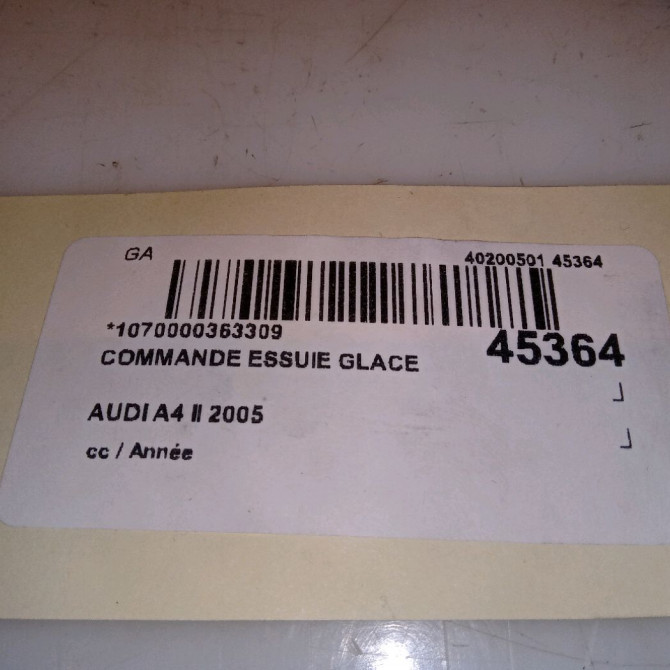 GA
40200501 45364
*1070000363309
45364
COMMANDE ESSUIE GLACE
AUDI A4 II 2005
cc / Année